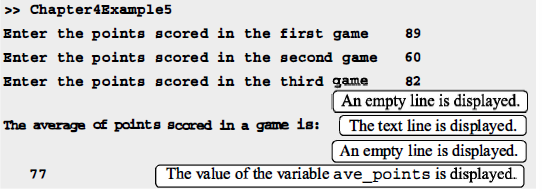 >> Chapter4Example5
Enter the points scored in the first game 89
Enter the points scored in the second game 60
Enter the points scored in the third game 82
An empty line is displayed.
The average of points scored in a game is: The text line is displayed.
An empty line is displayed.
77 The value of the variable ave_points is displayed.